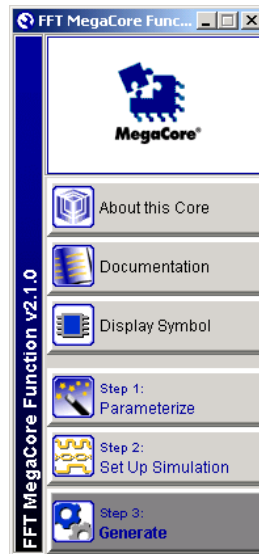 FFT MegaCore Func...
MegaCore®
About this Core
Documentation
Display Symbol
Step 1:
Parameterize
Step 2:
Set Up Simulation
Step 3:
Generate
FFT MegaCore Function v2.1.0